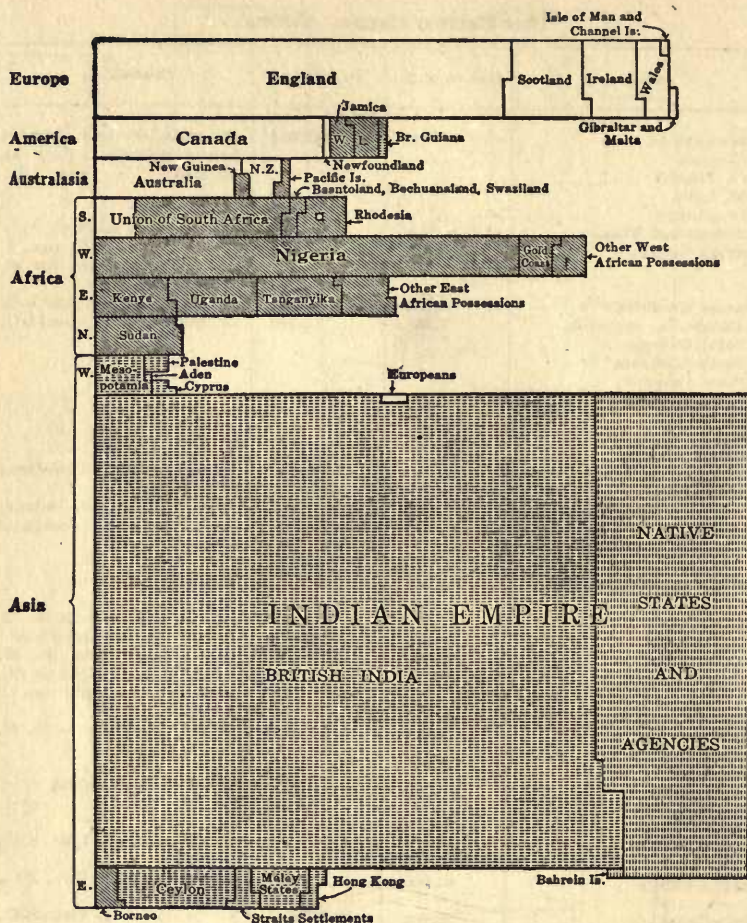 Isle of Man and
Channel Is.
Europe
England
Scotland
Ireland
Wales
Jamica
Gibraltar and
Malta
America
Canada
W.
I.
Br. Guiana
Newfoundland
New Guinea
N.Z.
Pacific Is.
Australasia
Australia
Basntoland, Bechuanaland, Swaziland
S.
Union of South Africa
Rhodesia
W.
Nigeria
Gold
Coast
Other West
African Possessions
Africa
E.
Kenya
Uganda
Tanganyika
Other East
African Possessions
N.
Sudan
W.
Meso-
potamia
Palestine
Aden
Cyprus
Europeans
NATIVE
STATES
AND
AGENCIES
Asia
INDIAN EMPIRE
BRITISH INDIA
E.
Ceylon
Malay
States
Hong Kong
Bahrein Is.
Borneo
Straits Settlements